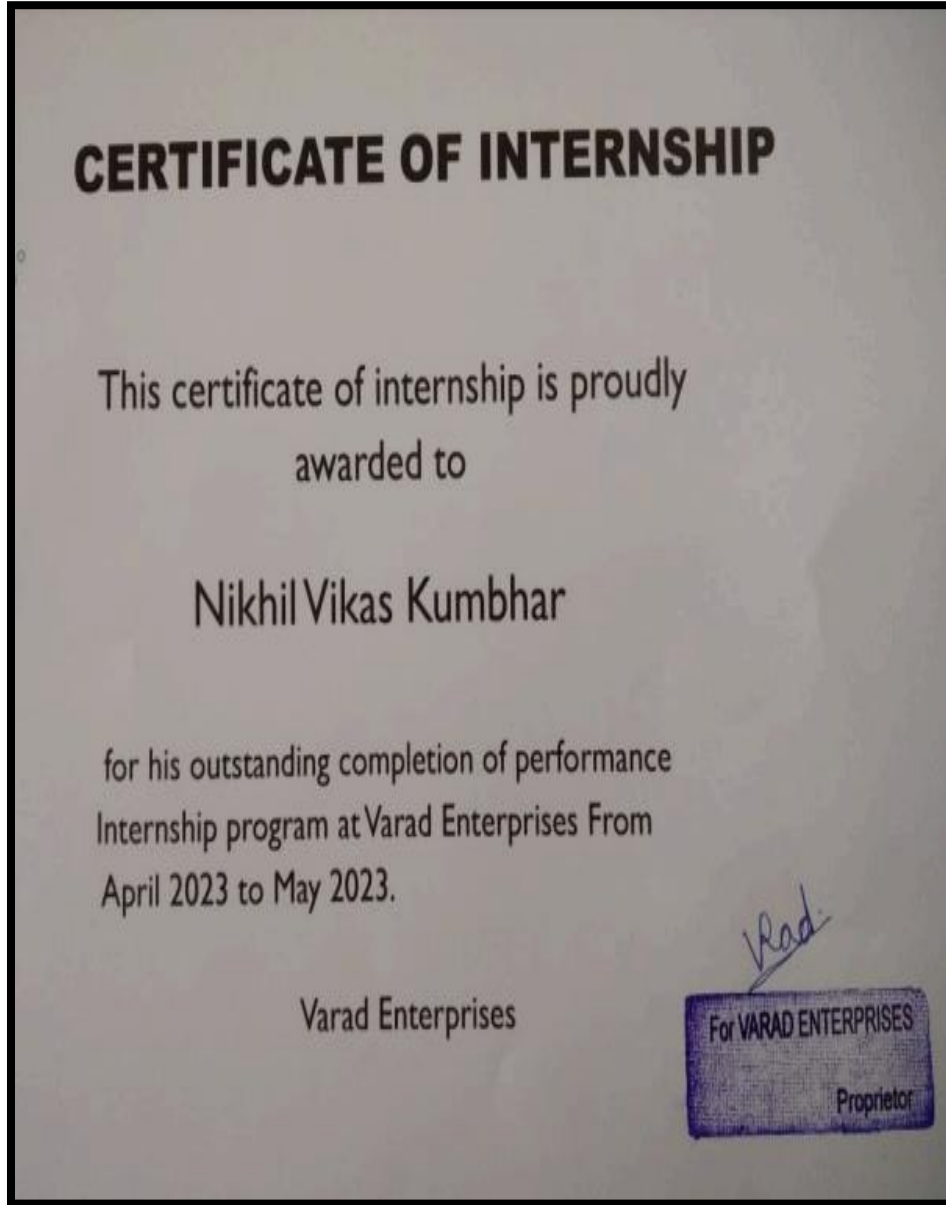 CERTIFICATE OF INTERNSHIP
This certificate of internship is proudly
awarded to
Nikhil Vikas Kumbhar
for his outstanding completion of performance
Internship program at Varad Enterprises From
April 2023 to May 2023.
Varad Enterprises
For VARAD ENTERPRISES
Proprietor